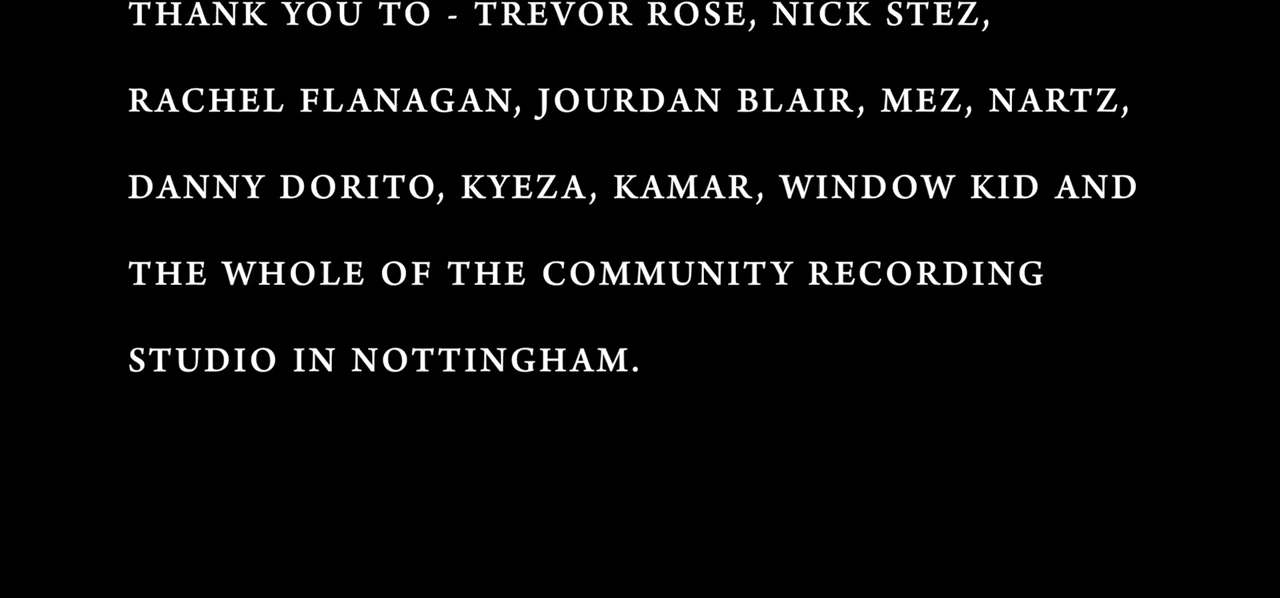 THANK YOU TO - TREVOR ROSE, NICK STEZ,
RACHEL FLANAGAN, JOURDAN BLAIR, MEZ, NARTZ,
DANNY DORITO, KYEZA, KAMAR, WINDOW KID AND
THE WHOLE OF THE COMMUNITY RECORDING
STUDIO IN NOTTINGHAM.